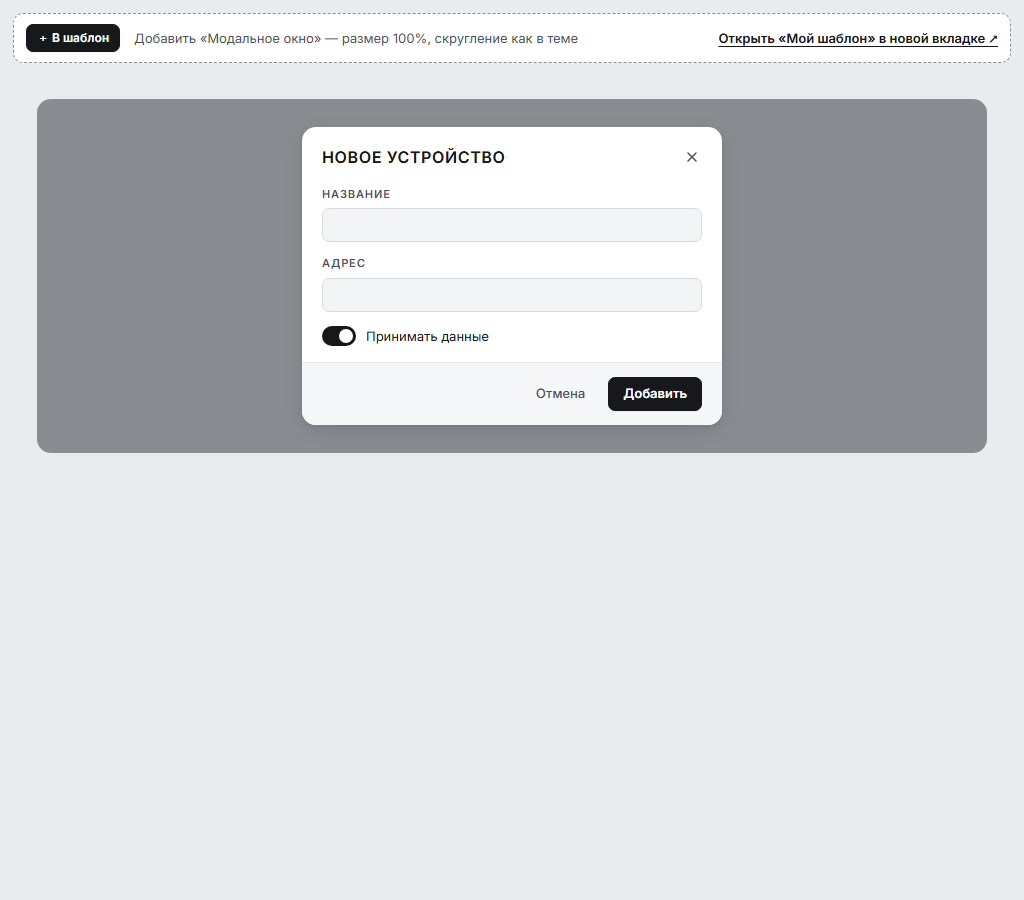 + В шаблон
Добавить «Модальное окно» — размер 100%, скругление как в теме
Открыть «Мой шаблон» в новой вкладке ↗
НОВОЕ УСТРОЙСТВО
НАЗВАНИЕ
АДРЕС
Принимать данные
Отмена
Добавить